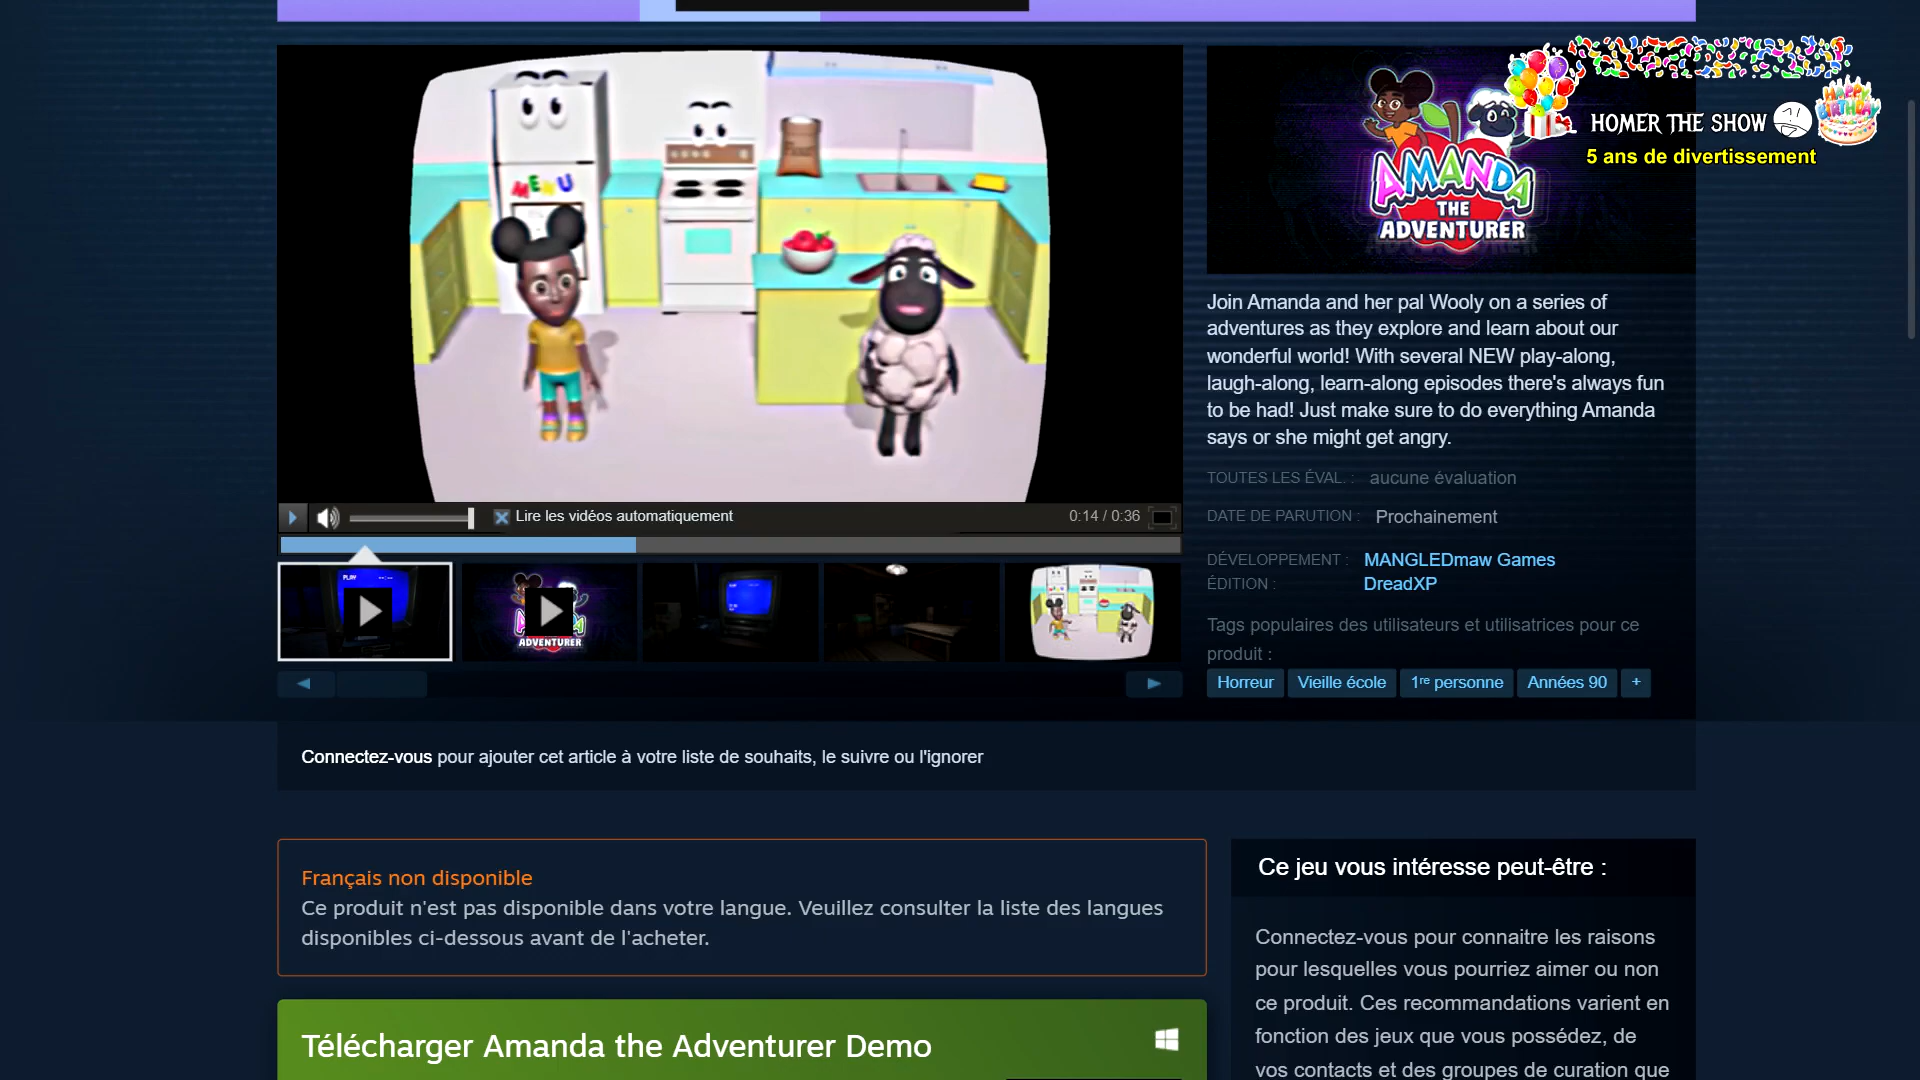 MENU
Flour
AMANDA
THE
ADVENTURER
HAPPY
BIRTHDAY
HOMER THE SHOW
5 ans de divertissement
Join Amanda and her pal Wooly on a series of
adventures as they explore and learn about our
wonderful world! With several NEW play-along,
laugh-along, learn-along episodes there's always fun
to be had! Just make sure to do everything Amanda
says or she might get angry.
TOUTES LES ÉVAL. : aucune évaluation
DATE DE PARUTION : Prochainement
DÉVELOPPEMENT : MANGLEDmaw Games
ÉDITION : DreadXP
Tags populaires des utilisateurs et utilisatrices pour ce
produit :
Horreur Vieille école 1re personne Années 90 +
Lire les vidéos automatiquement 0:14 / 0:36
PLAY
ADVENTURER
Connectez-vous pour ajouter cet article à votre liste de souhaits, le suivre ou l'ignorer
Français non disponible
Ce produit n'est pas disponible dans votre langue. Veuillez consulter la liste des langues
disponibles ci-dessous avant de l'acheter.
Télécharger Amanda the Adventurer Demo
Ce jeu vous intéresse peut-être :
Connectez-vous pour connaitre les raisons
pour lesquelles vous pourriez aimer ou non
ce produit. Ces recommandations varient en
fonction des jeux que vous possédez, de
vos contacts et des groupes de curation que